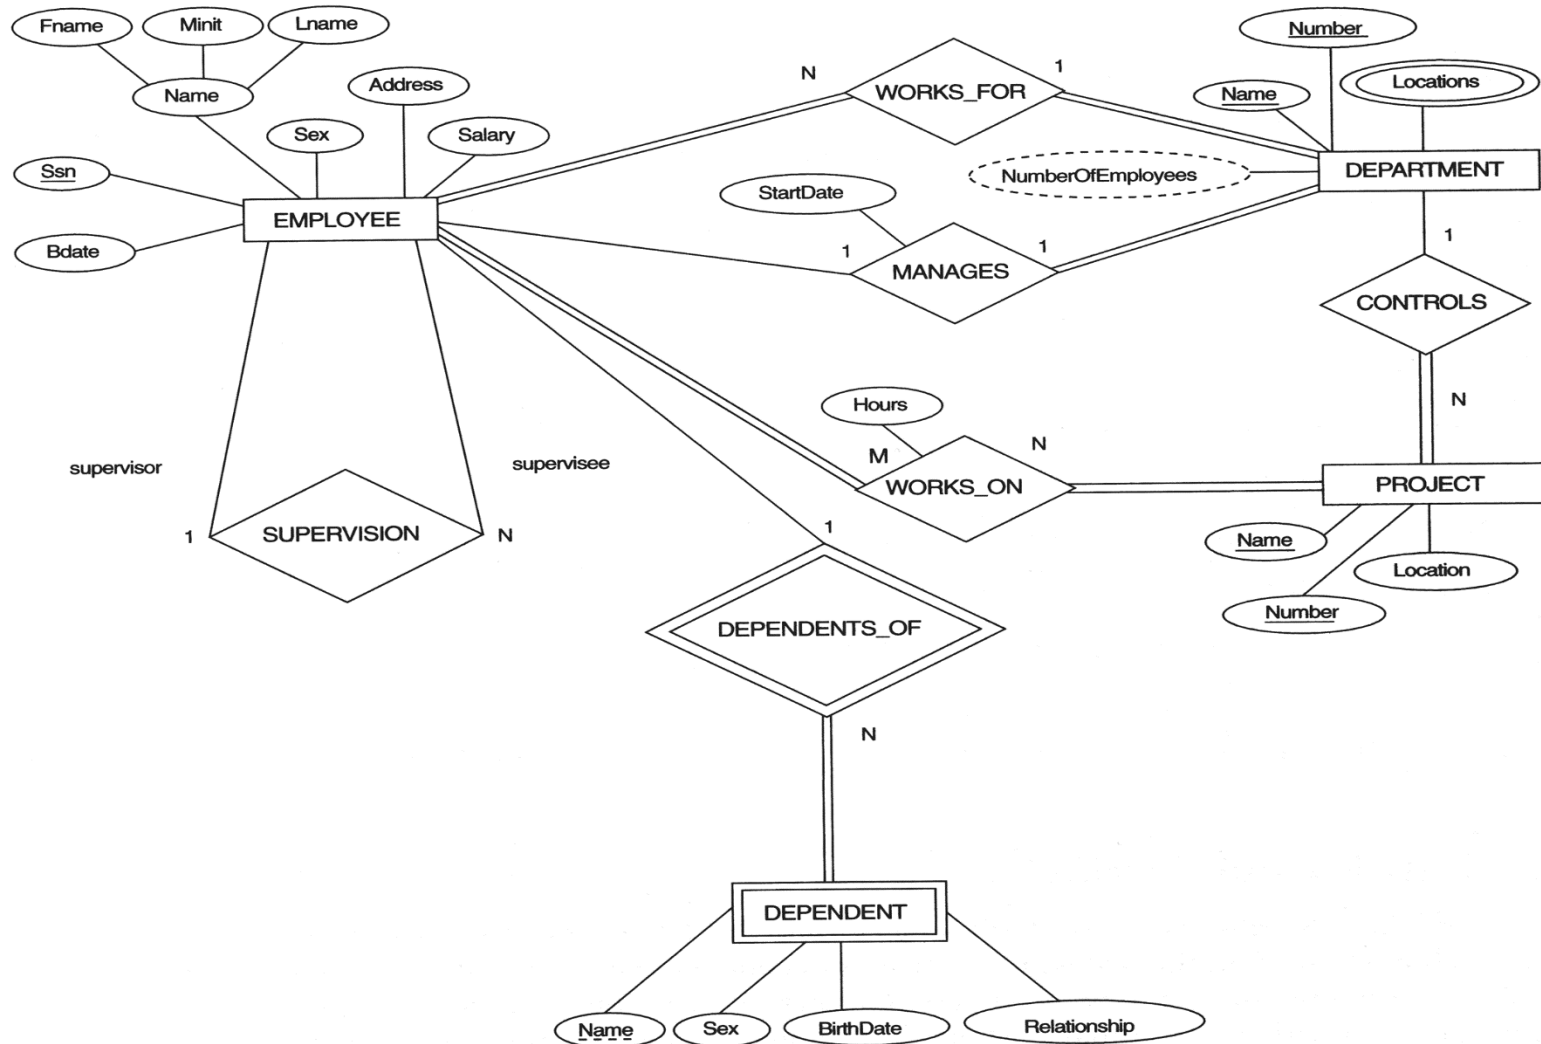 Fname
Minit
Lname
Number
Name
Address
N
WORKS_FOR
1
Name
Locations
Sex
Salary
Ssn
StartDate
NumberOfEmployees
DEPARTMENT
EMPLOYEE
Bdate
1
MANAGES
1
1
CONTROLS
Hours
M
N
N
supervisor
supervisee
WORKS_ON
PROJECT
1
SUPERVISION
N
1
Name
Location
Number
DEPENDENTS_OF
N
DEPENDENT
Name
Sex
BirthDate
Relationship